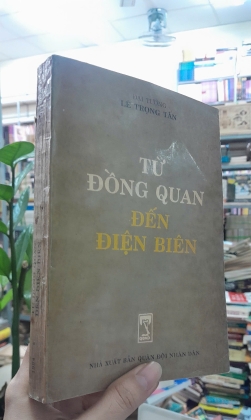 ĐẠI TƯỚNG
LÊ TRỌNG TẤN
TỪ
ĐỒNG QUAN
ĐẾN
ĐIỆN BIÊN
NHÀ XUẤT BẢN QUÂN ĐỘI NHÂN DÂN